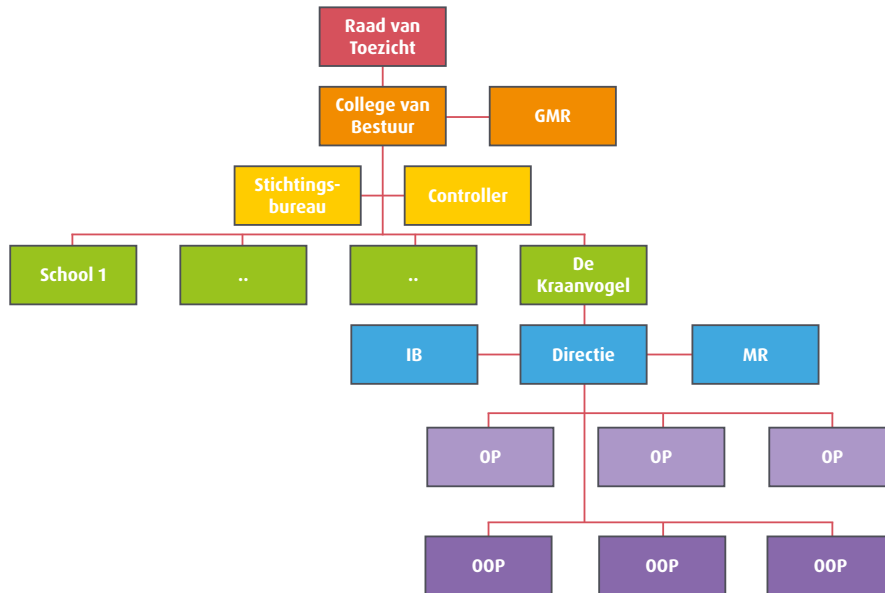 Raad van
Toezicht
College van
Bestuur
GMR
Stichtings-
bureau
Controller
School 1
..
..
De
Kraanvogel
IB
Directie
MR
OP
OP
OP
OOP
OOP
OOP